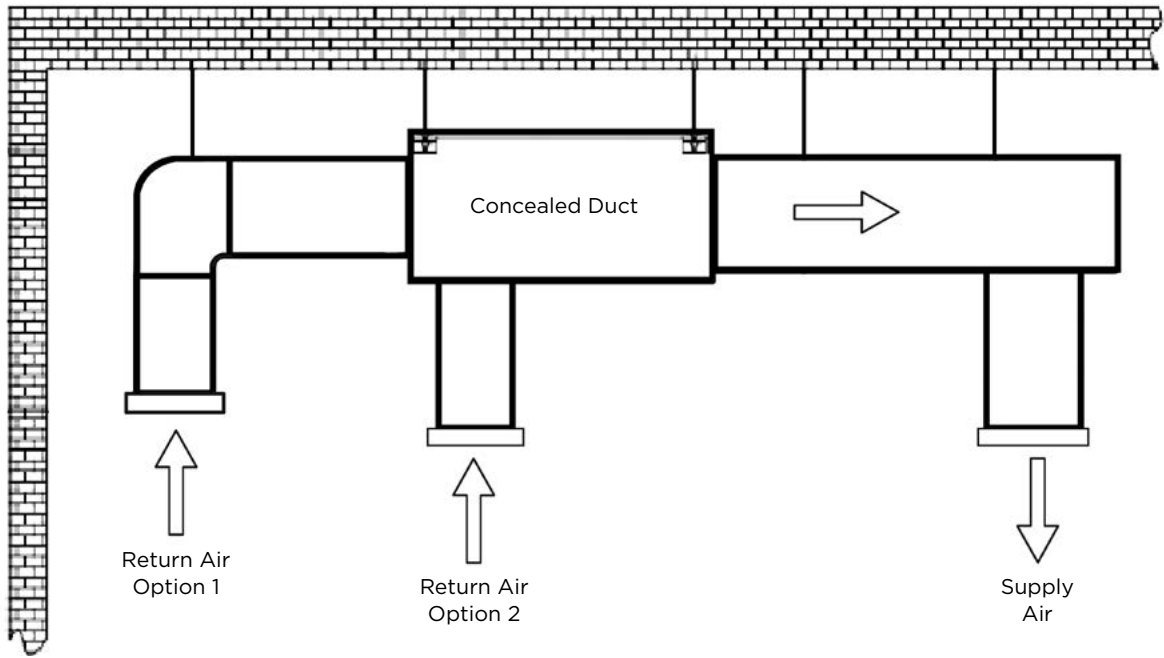 Concealed Duct
Return Air
Option 1
Return Air
Option 2
Supply
Air